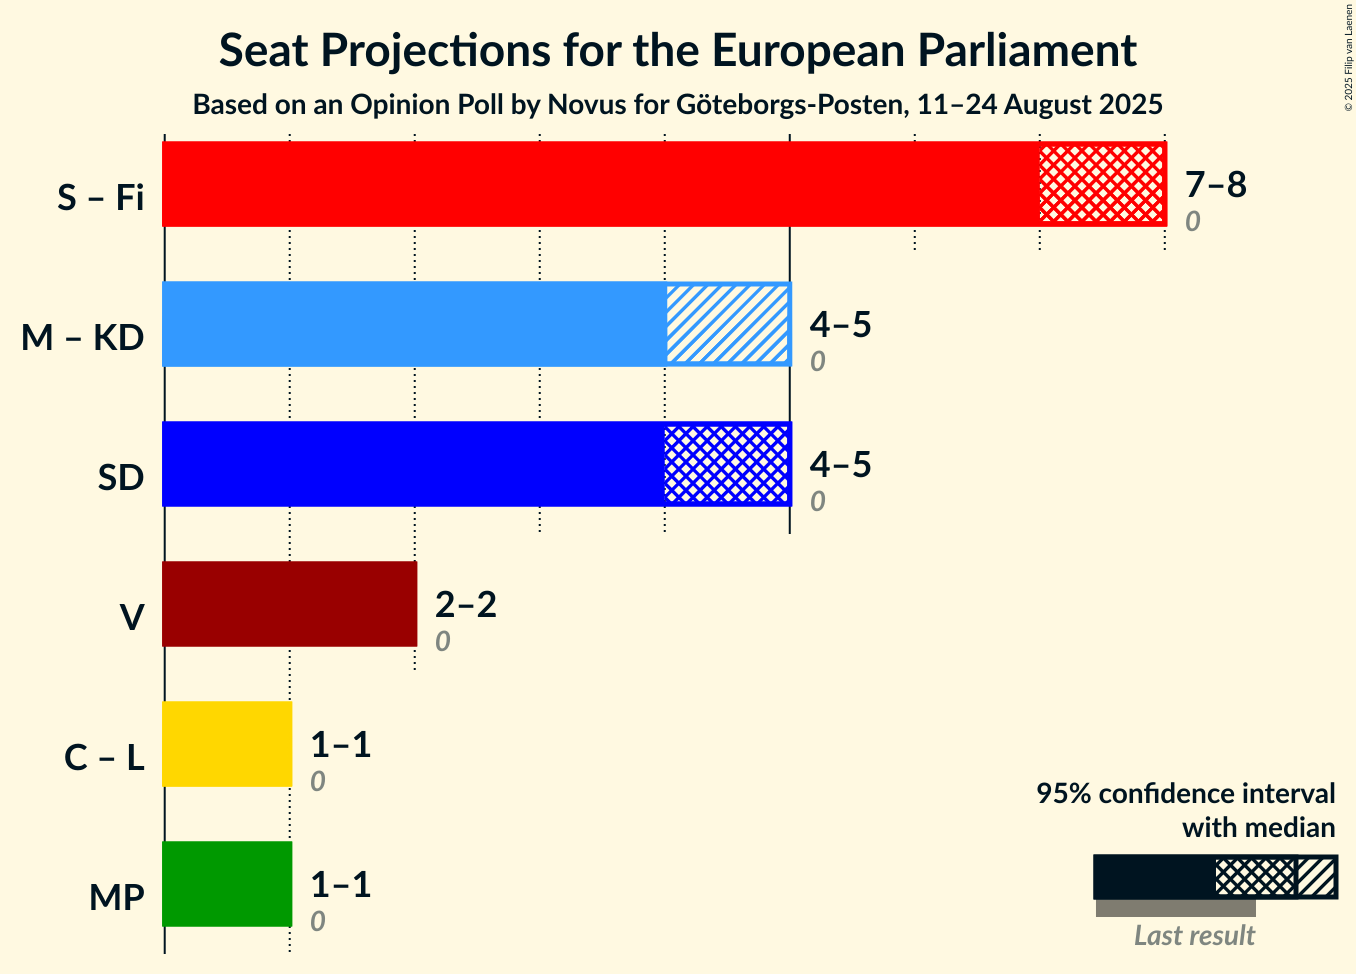 Seat Projections for the European Parliament
Based on an Opinion Poll by Novus for Göteborgs-Posten, 11–24 August 2025
© 2025 Filip van Laenen
S – Fi
7–8
0
M – KD
4–5
0
SD
4–5
0
V
2–2
0
C – L
1–1
0
MP
1–1
0
95% confidence interval
with median
Last result